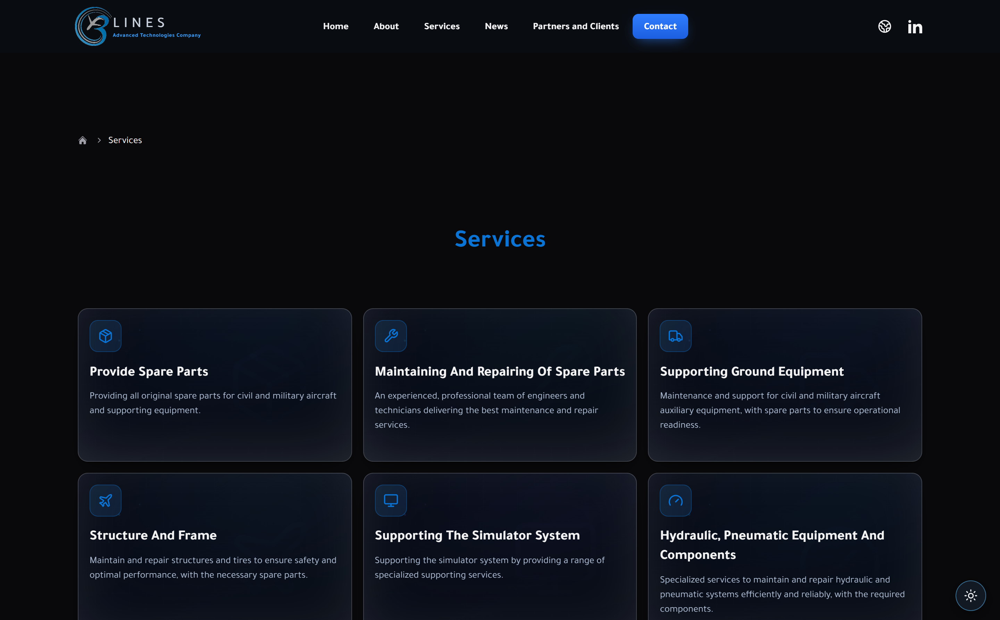 3 LINES
Advanced Technologies Company
Home
About
Services
News
Partners and Clients
Contact
in
Services
Services
Provide Spare Parts
Providing all original spare parts for civil and military aircraft
and supporting equipment.
Maintaining And Repairing Of Spare Parts
An experienced, professional team of engineers and
technicians delivering the best maintenance and repair
services.
Supporting Ground Equipment
Maintenance and support for civil and military aircraft
auxiliary equipment, with spare parts to ensure operational
readiness.
Structure And Frame
Maintain and repair structures and tires to ensure safety and
optimal performance, with the necessary spare parts.
Supporting The Simulator System
Supporting the simulator system by providing a range of
specialized supporting services.
Hydraulic, Pneumatic Equipment And
Components
Specialized services to maintain and repair hydraulic and
pneumatic systems efficiently and reliably, with the required
components.